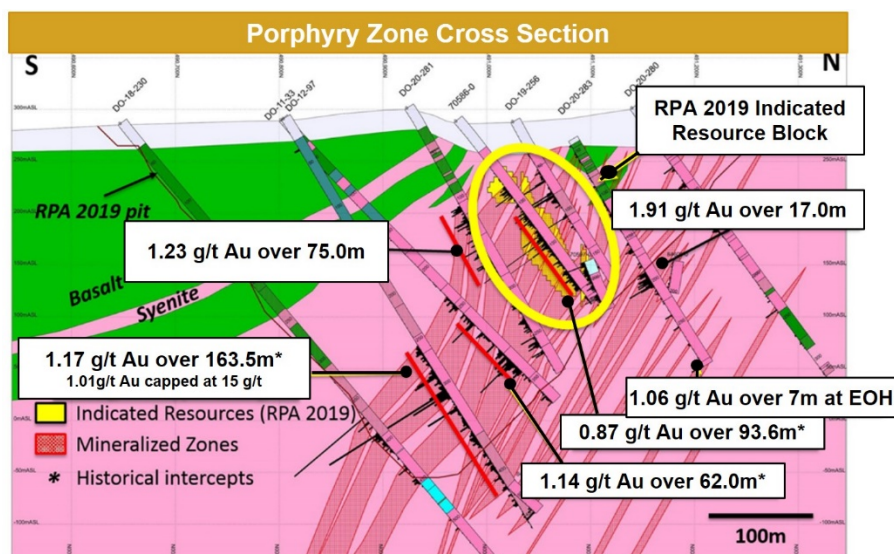 Porphyry Zone Cross Section
S
N
DO-18-230
DO-11-33
DO-12-97
DO-20-281
70586-0
DO-19-256
DO-20-283
DO-20-280
300mASL
RPA 2019 Indicated
Resource Block
RPA 2019 pit
1.91 g/t Au over 17.0m
1.23 g/t Au over 75.0m
Basalt
Syenite
1.17 g/t Au over 163.5m*
1.01g/t Au capped at 15 g/t
1.06 g/t Au over 7m at EOH
0.87 g/t Au over 93.6m*
1.14 g/t Au over 62.0m*
Indicated Resources (RPA 2019)
Mineralized Zones
* Historical intercepts
100m